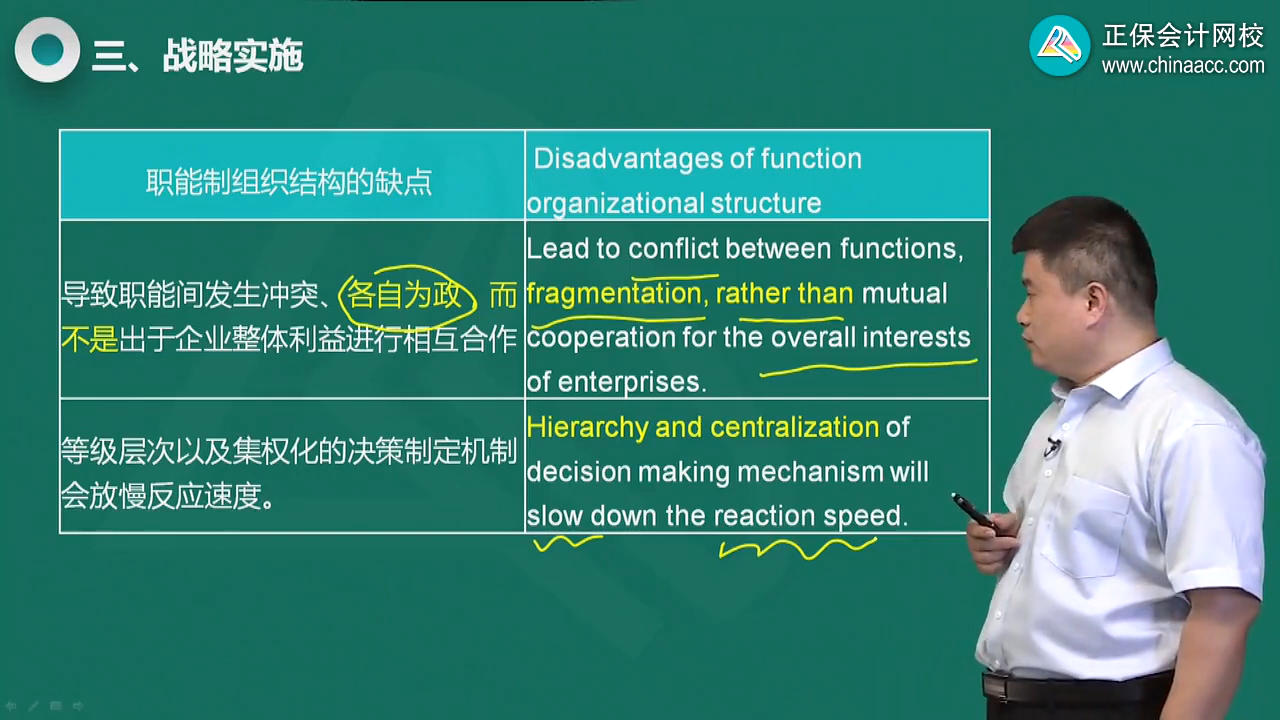 三、战略实施
正保会计网校
www.chinaacc.com
职能制组织结构的缺点
Disadvantages of function
organizational structure
导致职能间发生冲突、各自为政，而
不是出于企业整体利益进行相互合作
Lead to conflict between functions,
fragmentation, rather than mutual
cooperation for the overall interests
of enterprises.
等级层次以及集权化的决策制定机制
会放慢反应速度。
Hierarchy and centralization of
decision making mechanism will
slow down the reaction speed.